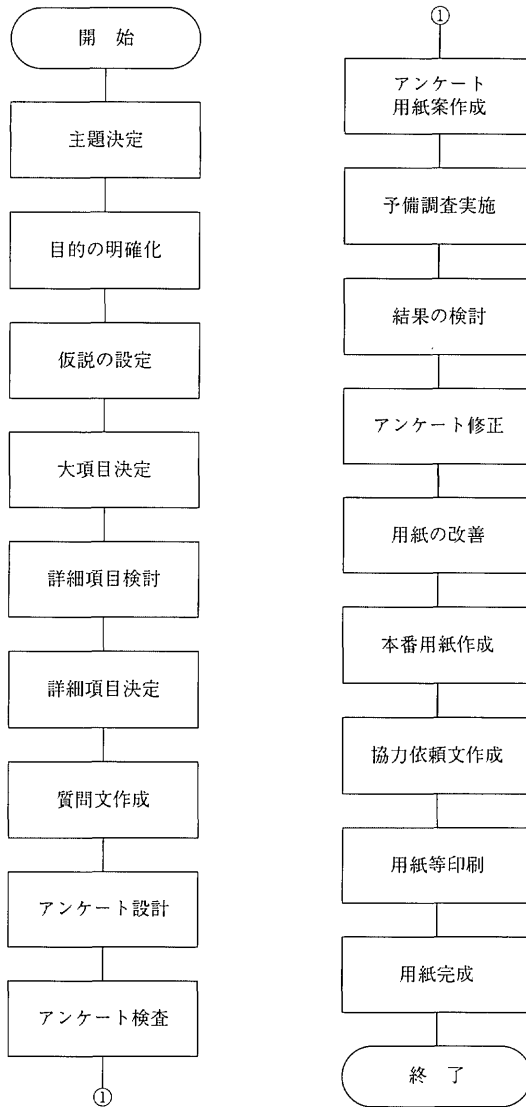 開 始
主題決定
目的の明確化
仮説の設定
大項目決定
詳細項目検討
詳細項目決定
質問文作成
アンケート設計
アンケート検査
①
①
アンケート
用紙案作成
予備調査実施
結果の検討
アンケート修正
用紙の改善
本番用紙作成
協力依頼文作成
用紙等印刷
用紙完成
終 了